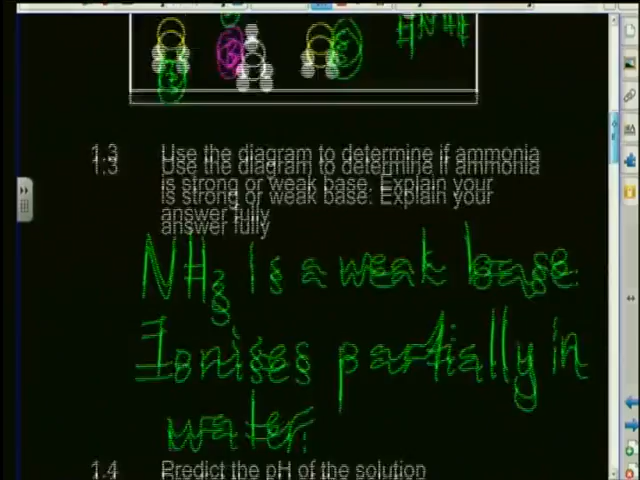 1.3 Use the diagram to determine if ammonia
is strong or weak base. Explain your
answer fully
NH3 is a weak base.
Ionises partially in
water.
1.4 Predict the pH of the solution